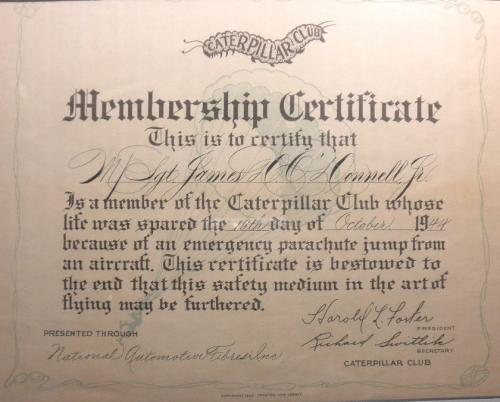 CATERPILLAR CLUB
Membership Certificate
This is to certify that
M/Sgt. James H. O'Connell, Jr.
Is a member of the Caterpillar Club whose
life was spared the 16th day of October 1944
because of an emergency parachute jump from
an aircraft. This certificate is bestowed to
the end that this safety medium in the art of
flying may be furthered.
Harold L. Foster
PRESIDENT
PRESENTED THROUGH
Richard Switlik
SECRETARY
National Automotive Fibres Inc
CATERPILLAR CLUB